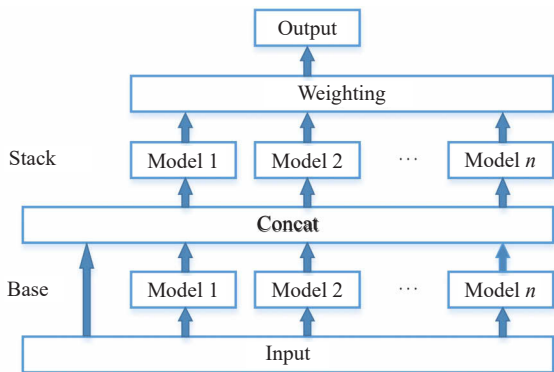 Output
Weighting
Stack
Model 1 Model 2 ... Model n
Concat
Base
Model 1 Model 2 ... Model n
Input